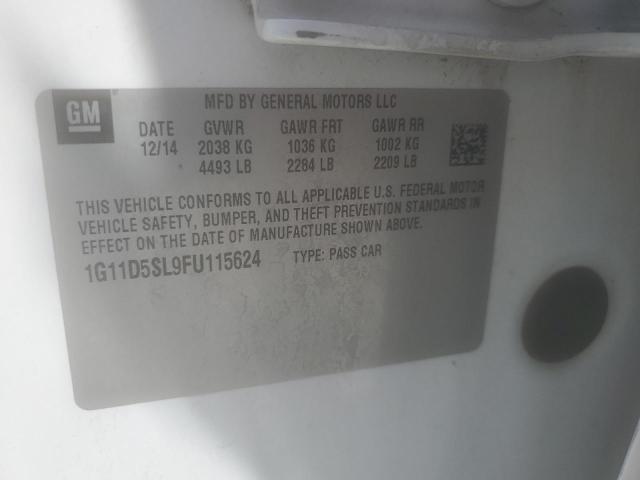 GM
MFD BY GENERAL MOTORS LLC
DATE GVWR GAWR FRT GAWR RR
12/14 2038 KG 1036 KG 1002 KG
4493 LB 2284 LB 2209 LB
THIS VEHICLE CONFORMS TO ALL APPLICABLE U.S. FEDERAL MOTOR
VEHICLE SAFETY, BUMPER, AND THEFT PREVENTION STANDARDS IN
EFFECT ON THE DATE OF MANUFACTURE SHOWN ABOVE.
1G11D5SL9FU115624 TYPE: PASS CAR